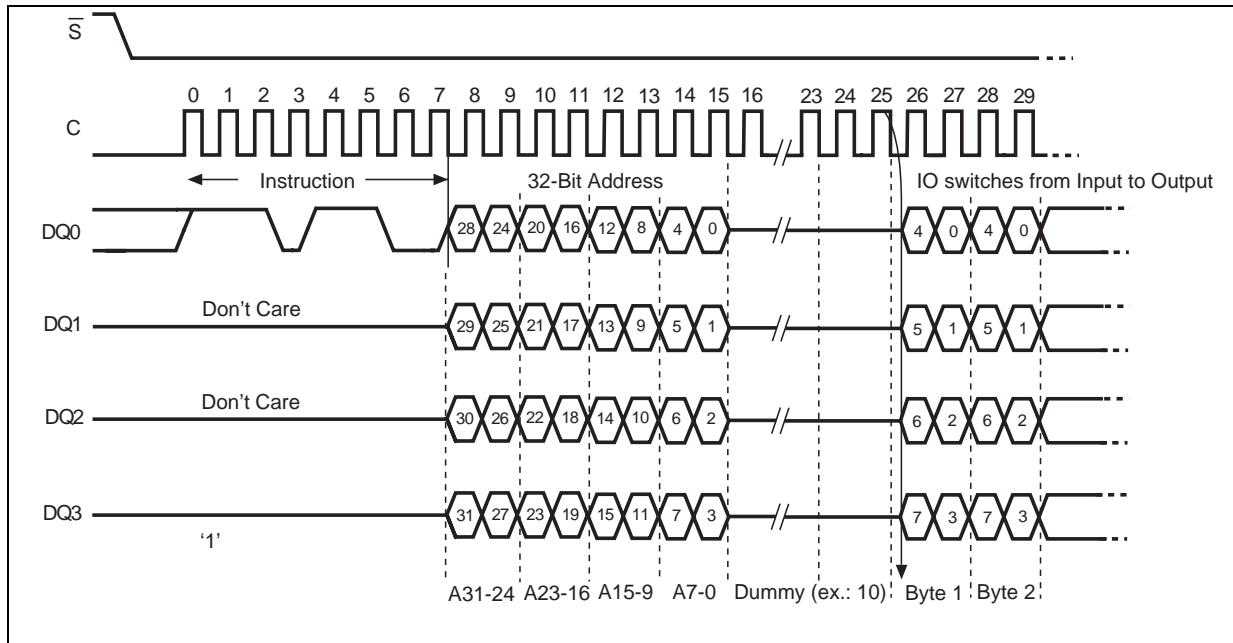 S
0 1 2 3 4 5 6 7 8 9 10 11 12 13 14 15 16 23 24 25 26 27 28 29
C
Instruction 32-Bit Address IO switches from Input to Output
DQ0 28 24 20 16 12 8 4 0 4 0 4 0
Don't Care
DQ1 29 25 21 17 13 9 5 1 5 1 5 1
Don't Care
DQ2 30 26 22 18 14 10 6 2 6 2 6 2
DQ3 31 27 23 19 15 11 7 3 7 3 7 3
‘1’
A31-24 A23-16 A15-9 A7-0 Dummy (ex.: 10) Byte 1 Byte 2